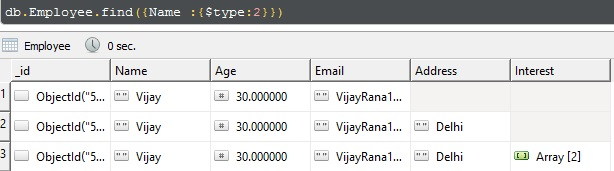 db.Employee.find({Name :{$type:2}})
Employee 0 sec.
_id Name Age Email Address Interest
1 ObjectId("5... "" Vijay # 30.000000 "" VijayRana1...
2 ObjectId("5... "" Vijay # 30.000000 "" VijayRana1... "" Delhi
3 ObjectId("5... "" Vijay # 30.000000 "" VijayRana1... "" Delhi Array [2]